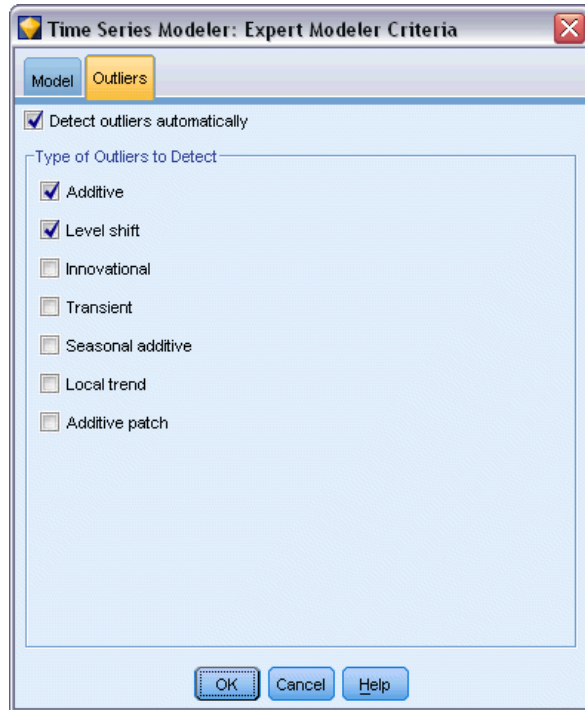 Time Series Modeler: Expert Modeler Criteria
Model Outliers
Detect outliers automatically
Type of Outliers to Detect
Additive
Level shift
Innovational
Transient
Seasonal additive
Local trend
Additive patch
OK Cancel Help